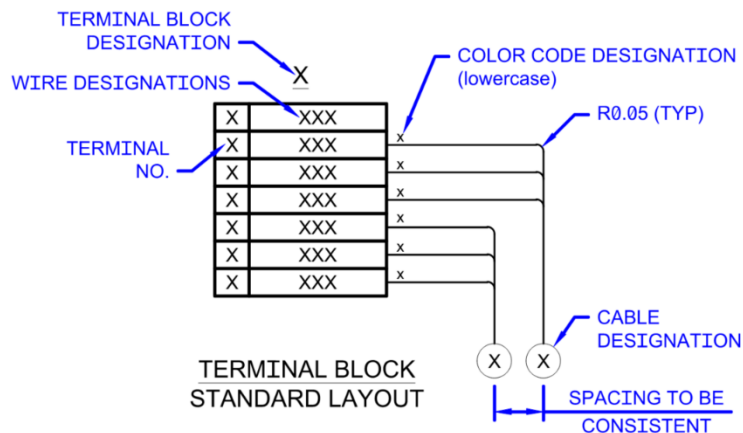 TERMINAL BLOCK
DESIGNATION
X
WIRE DESIGNATIONS
COLOR CODE DESIGNATION
(lowercase)
R0.05 (TYP)
TERMINAL
NO.
X XXX
X XXX x
X XXX x
X XXX x
X XXX x
X XXX x
X XXX x
CABLE
DESIGNATION
X X
TERMINAL BLOCK
STANDARD LAYOUT
SPACING TO BE
CONSISTENT